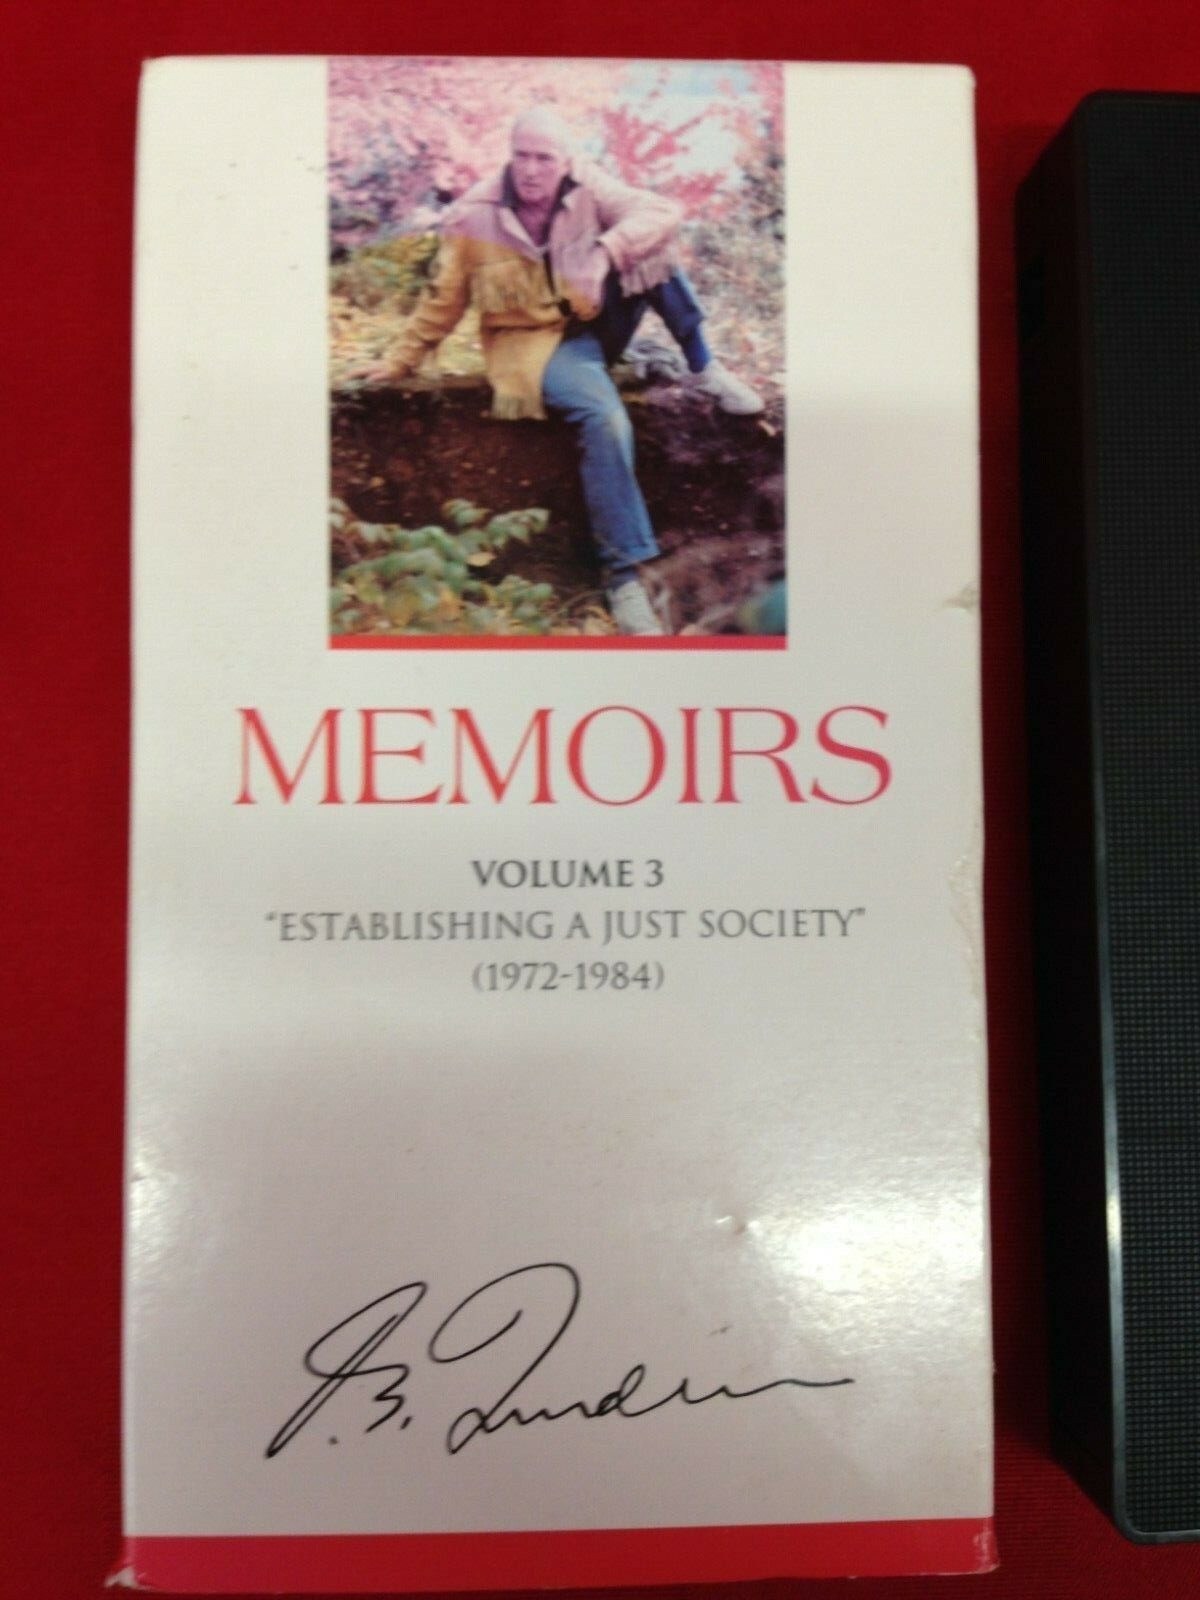 MEMOIRS
VOLUME 3
"ESTABLISHING A JUST SOCIETY"
(1972-1984)